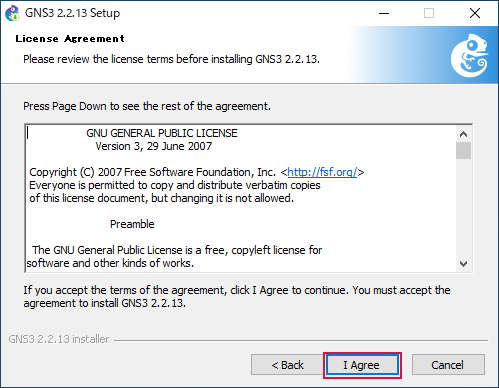 GNS3 2.2.13 Setup
License Agreement
Please review the license terms before installing GNS3 2.2.13.
Press Page Down to see the rest of the agreement.
GNU GENERAL PUBLIC LICENSE
Version 3, 29 June 2007
Copyright (C) 2007 Free Software Foundation, Inc. <http://fsf.org/>
Everyone is permitted to copy and distribute verbatim copies
of this license document, but changing it is not allowed.
Preamble
The GNU General Public License is a free, copyleft license for
software and other kinds of works.
If you accept the terms of the agreement, click I Agree to continue. You must accept the
agreement to install GNS3 2.2.13.
GNS3 2.2.13 installer
< Back
I Agree
Cancel